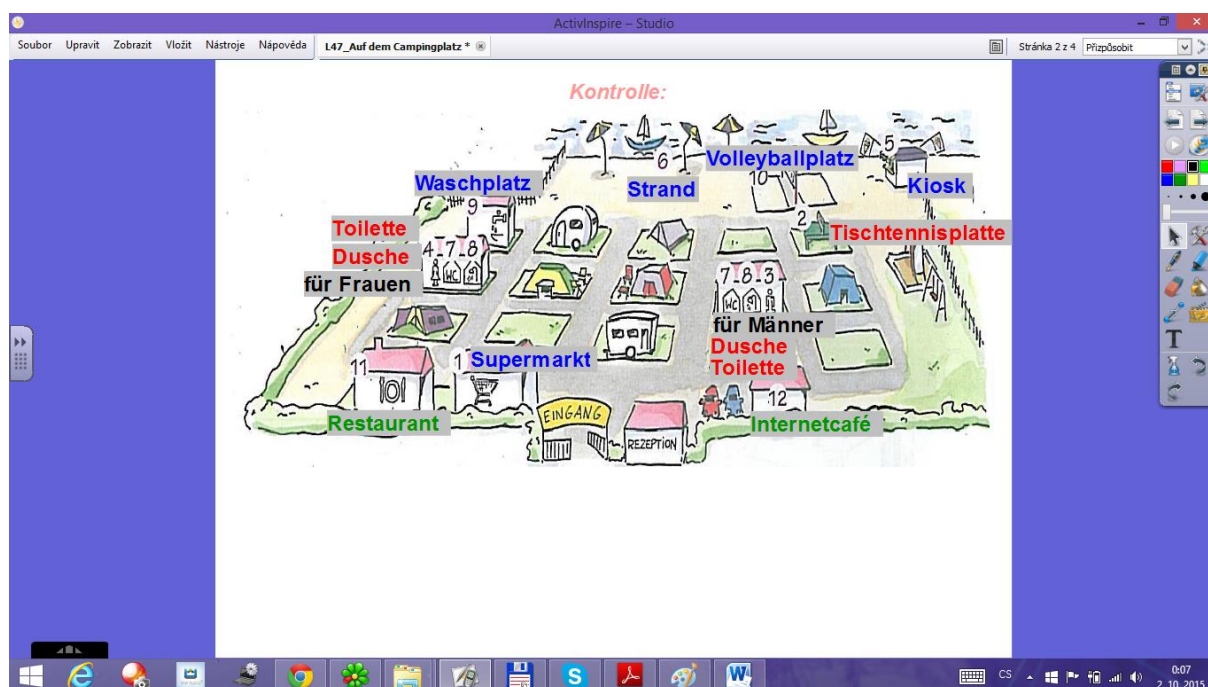 ActivInspire – Studio
Soubor Upravit Zobrazit Vložit Nástroje Nápověda L47_Auf dem Campingplatz * Stránka 2 z 4 Přizpůsobit
Kontrolle:
5
6 Volleyballplatz
10
Waschplatz Strand Kiosk
9
2
Toilette Tischtennisplatte
4 7 8
Dusche
WC
7 8 3
für Frauen
WC
für Männer
Dusche
11 1 Supermarkt
Toilette
12
EINGANG
Restaurant Internetcafé
REZEPTION
T
S W
CS 0:07
2. 10. 2015